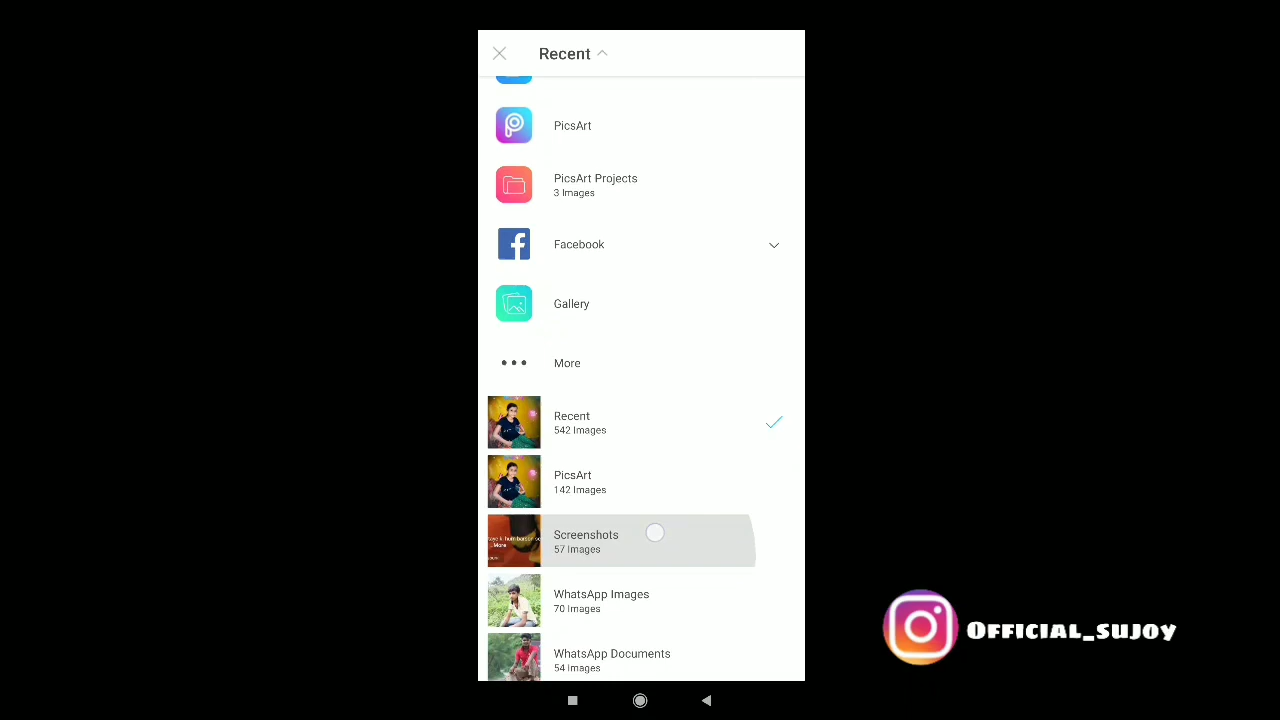 Recent
PicsArt
PicsArt Projects
3 Images
Facebook
Gallery
More
Recent
542 Images
PicsArt
142 Images
Screenshots
57 Images
WhatsApp Images
70 Images
WhatsApp Documents
54 Images
Official_sujoy